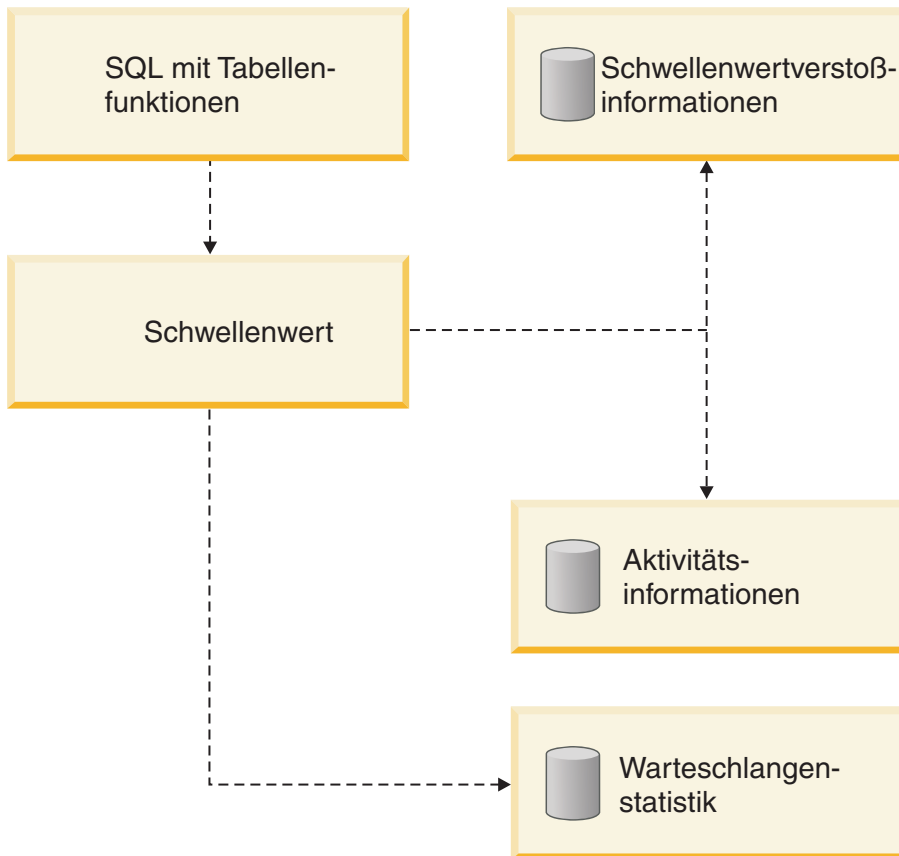 SQL mit Tabellen-
funktionen
Schwellenwertverstoß-
informationen
Schwellenwert
Aktivitäts-
informationen
Warteschlangen-
statistik